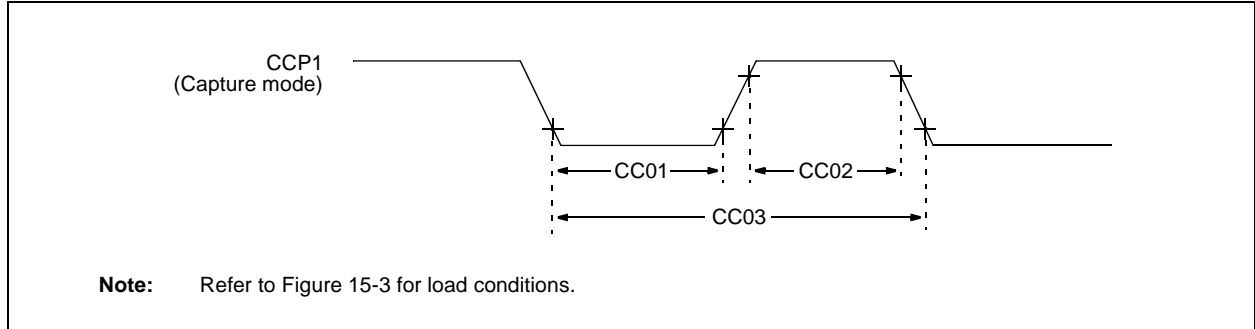 CCP1
(Capture mode)
CC01
CC02
CC03
Note: Refer to Figure 15-3 for load conditions.